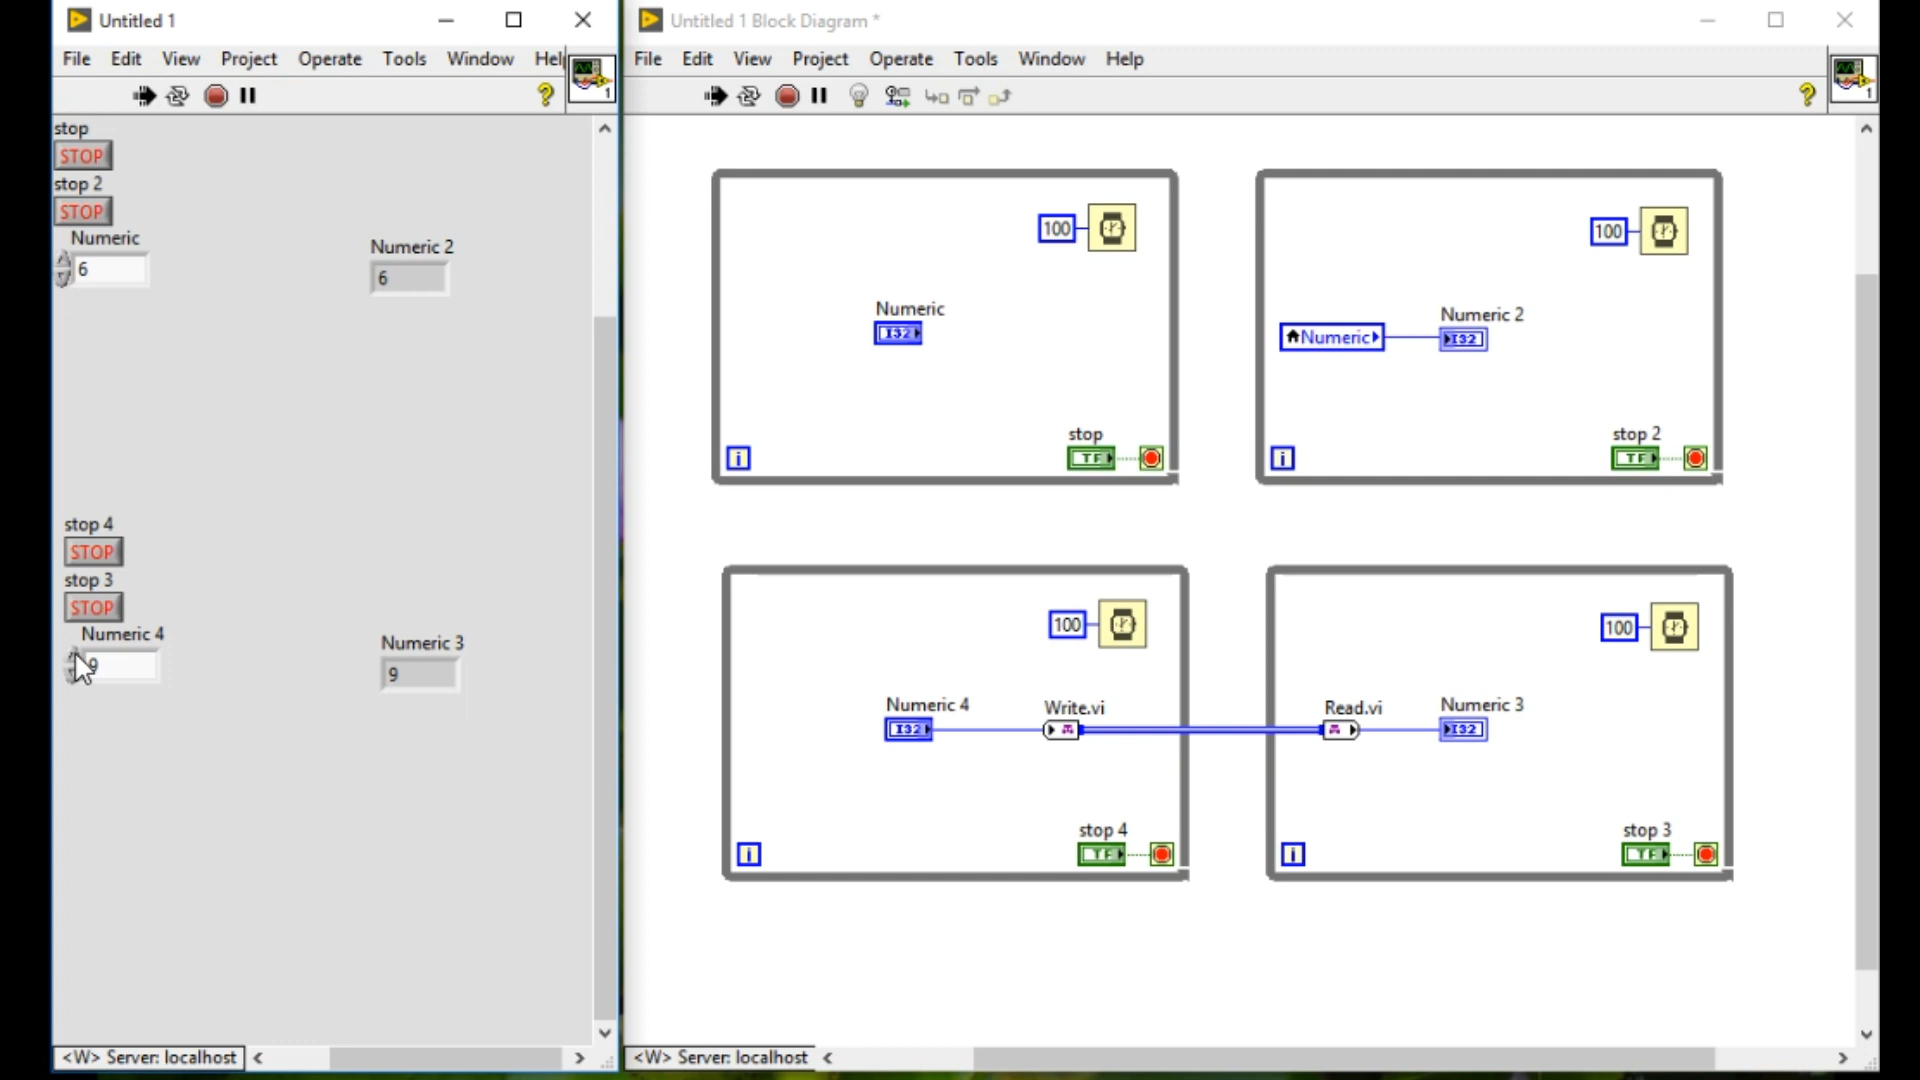 Untitled 1
File Edit View Project Operate Tools Window Help
1
stop
STOP
stop 2
STOP
Numeric
6
Numeric 2
6
stop 4
STOP
stop 3
STOP
Numeric 4
9
Numeric 3
9
<W> Server: localhost
Untitled 1 Block Diagram *
File Edit View Project Operate Tools Window Help
1
100
Numeric
I32
stop
TF
i
100
Numeric
Numeric 2
I32
stop 2
TF
i
100
Numeric 4
I32
Write.vi
stop 4
TF
i
100
Read.vi
Numeric 3
I32
stop 3
TF
i
<W> Server: localhost